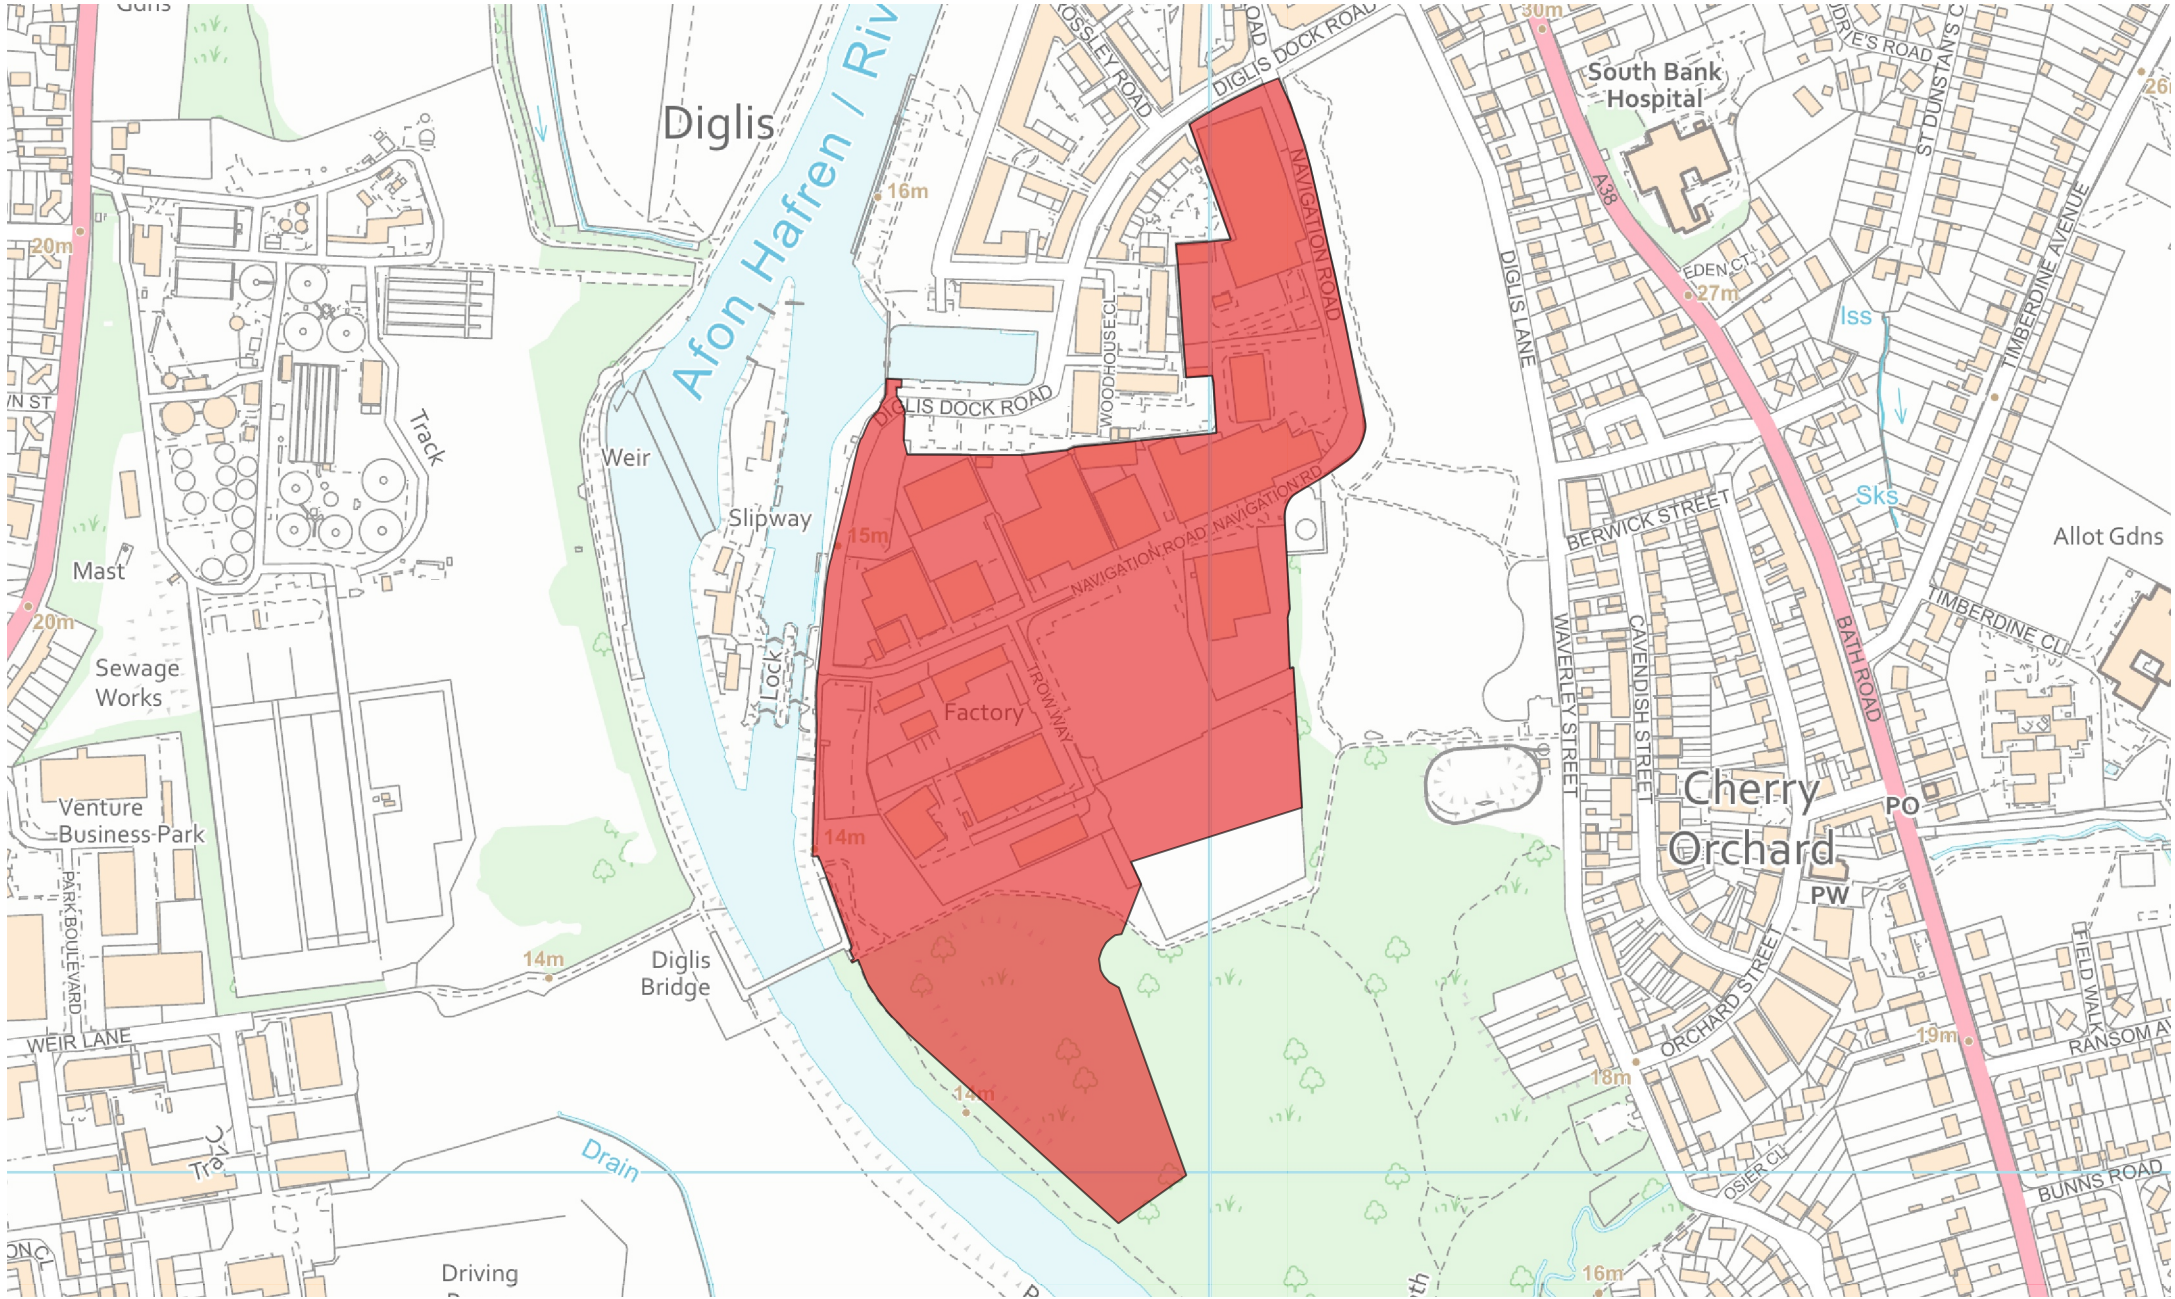 Gdns
Diglis
Afon Hafren / Riv
16m
DIGLIS DOCK ROAD
30m
A38
South Bank
Hospital
ST DUNSTAN'S C
TIMBERDINE AVENUE
20m
NAVIGATION ROAD
DIGLIS LANE
EDEN CT
27m
Iss
WOODHOUSE CL
DIGLIS DOCK ROAD
WN ST
Track
Weir
Slipway
15m
NAVIGATION ROAD
NAVIGATION RD
BERWICK STREET
Sks
Allot Gdns
Mast
20m
Sewage
Works
Lock
Factory
TROW WAY
WAVERLEY STREET
CAVENDISH STREET
BATH ROAD
TIMBERDINE CL
Venture
Business Park
14m
Cherry
Orchard
PO
PW
PARK BOULEVARD
14m
Diglis
Bridge
WEIR LANE
ORCHARD STREET
FIELD WALK
19m
RANSOM AV
18m
14m
Drain
OSIER CL
BUNNS ROAD
16m
Driving